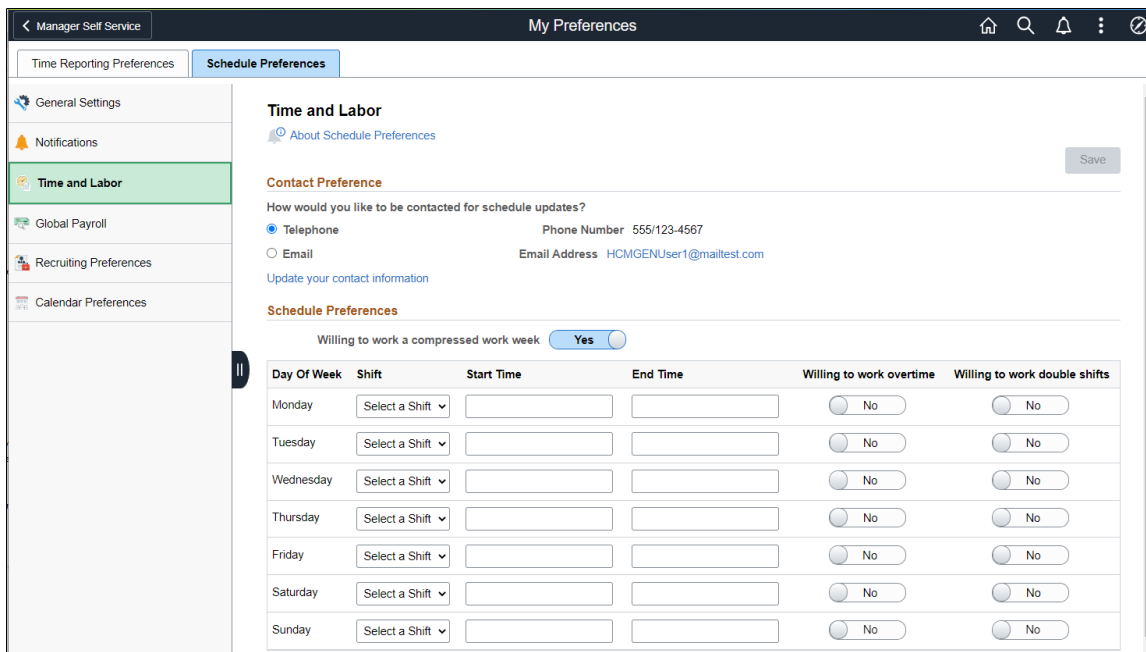 Manager Self Service My Preferences
Time Reporting Preferences Schedule Preferences
General Settings
Notifications
Time and Labor
Global Payroll
Recruiting Preferences
Calendar Preferences
Time and Labor
About Schedule Preferences
Save
Contact Preference
How would you like to be contacted for schedule updates?
Telephone Phone Number 555/123-4567
Email Email Address HCMGENUser1@mailtest.com
Update your contact information
Schedule Preferences
Willing to work a compressed work week Yes
Day Of Week Shift Start Time End Time Willing to work overtime Willing to work double shifts
Monday Select a Shift No No
Tuesday Select a Shift No No
Wednesday Select a Shift No No
Thursday Select a Shift No No
Friday Select a Shift No No
Saturday Select a Shift No No
Sunday Select a Shift No No